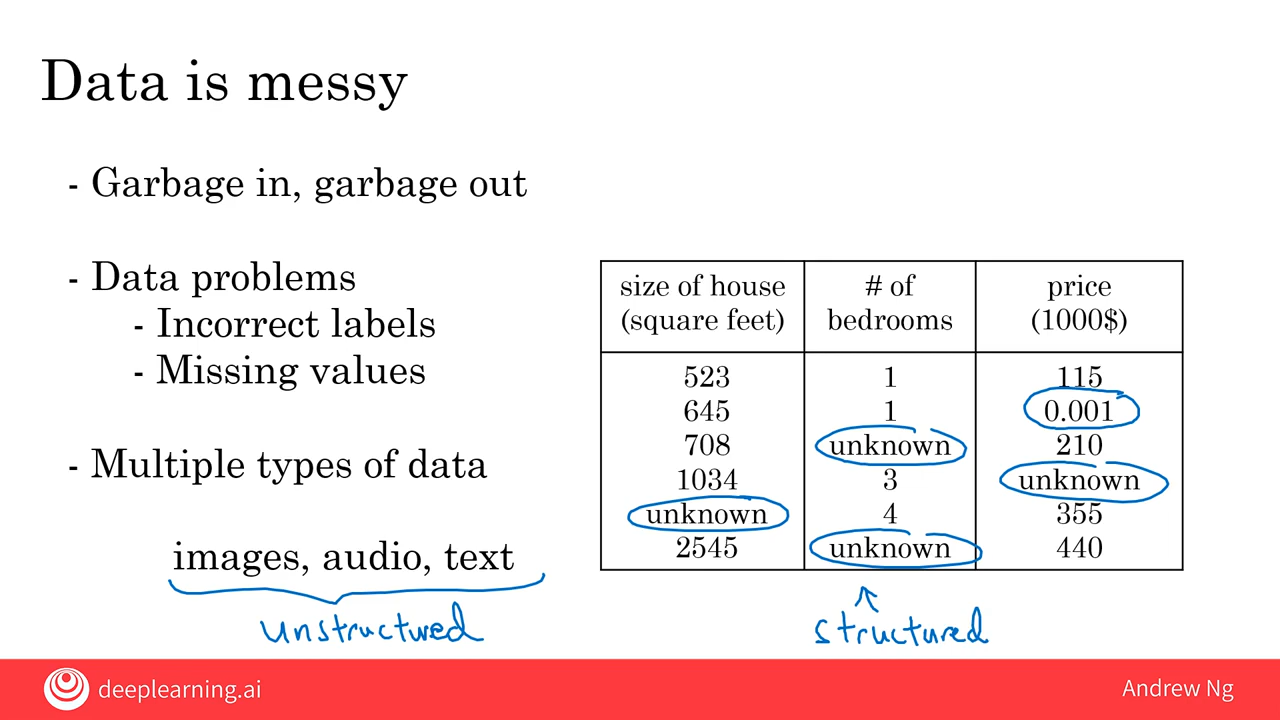 Data is messy
- Garbage in, garbage out
- Data problems
- Incorrect labels
- Missing values
- Multiple types of data
images, audio, text
unstructured
size of house (square feet) # of bedrooms price (1000$)
523 1 115
645 1 0.001
708 unknown 210
1034 3 unknown
unknown 4 355
2545 unknown 440
structured
deeplearning.ai
Andrew Ng